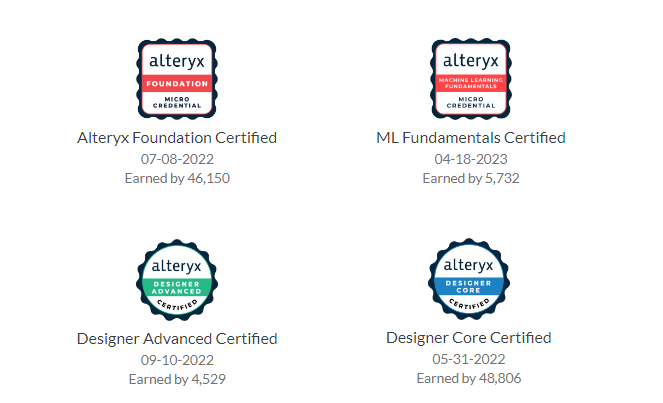 alteryx
FOUNDATION
MICRO
CREDENTIAL
Alteryx Foundation Certified
07-08-2022
Earned by 46,150
alteryx
MACHINE LEARNING
FUNDAMENTALS
MICRO
CREDENTIAL
ML Fundamentals Certified
04-18-2023
Earned by 5,732
alteryx
DESIGNER
ADVANCED
CERTIFIED
Designer Advanced Certified
09-10-2022
Earned by 4,529
alteryx
DESIGNER
CORE
CERTIFIED
Designer Core Certified
05-31-2022
Earned by 48,806